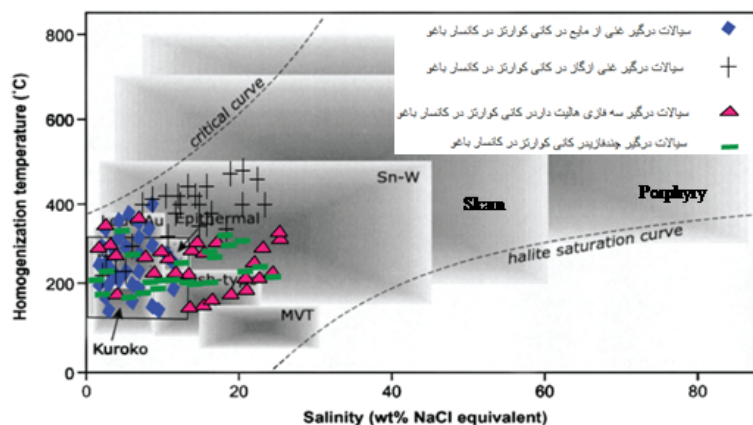 800
600
400
200
0
Homogenization temperature (°C)
سیالات درگیر غنی از مایع در کانی کوارتز در کانسار باغو
سیالات درگیر غنی ازگاز در کانی کوارتز در کانسار باغو
سیالات درگیر سه فازی هالیت دار در کانی کوارتز در کانسار باغو
سیالات درگیر چندفازیدر کانی کوارتز در کانسار باغو
critical curve
Sn-W
Skarn
Porphyry
Au
Epithermal
halite saturation curve
MVT
Kuroko
0
20
40
60
80
Salinity (wt% NaCl equivalent)